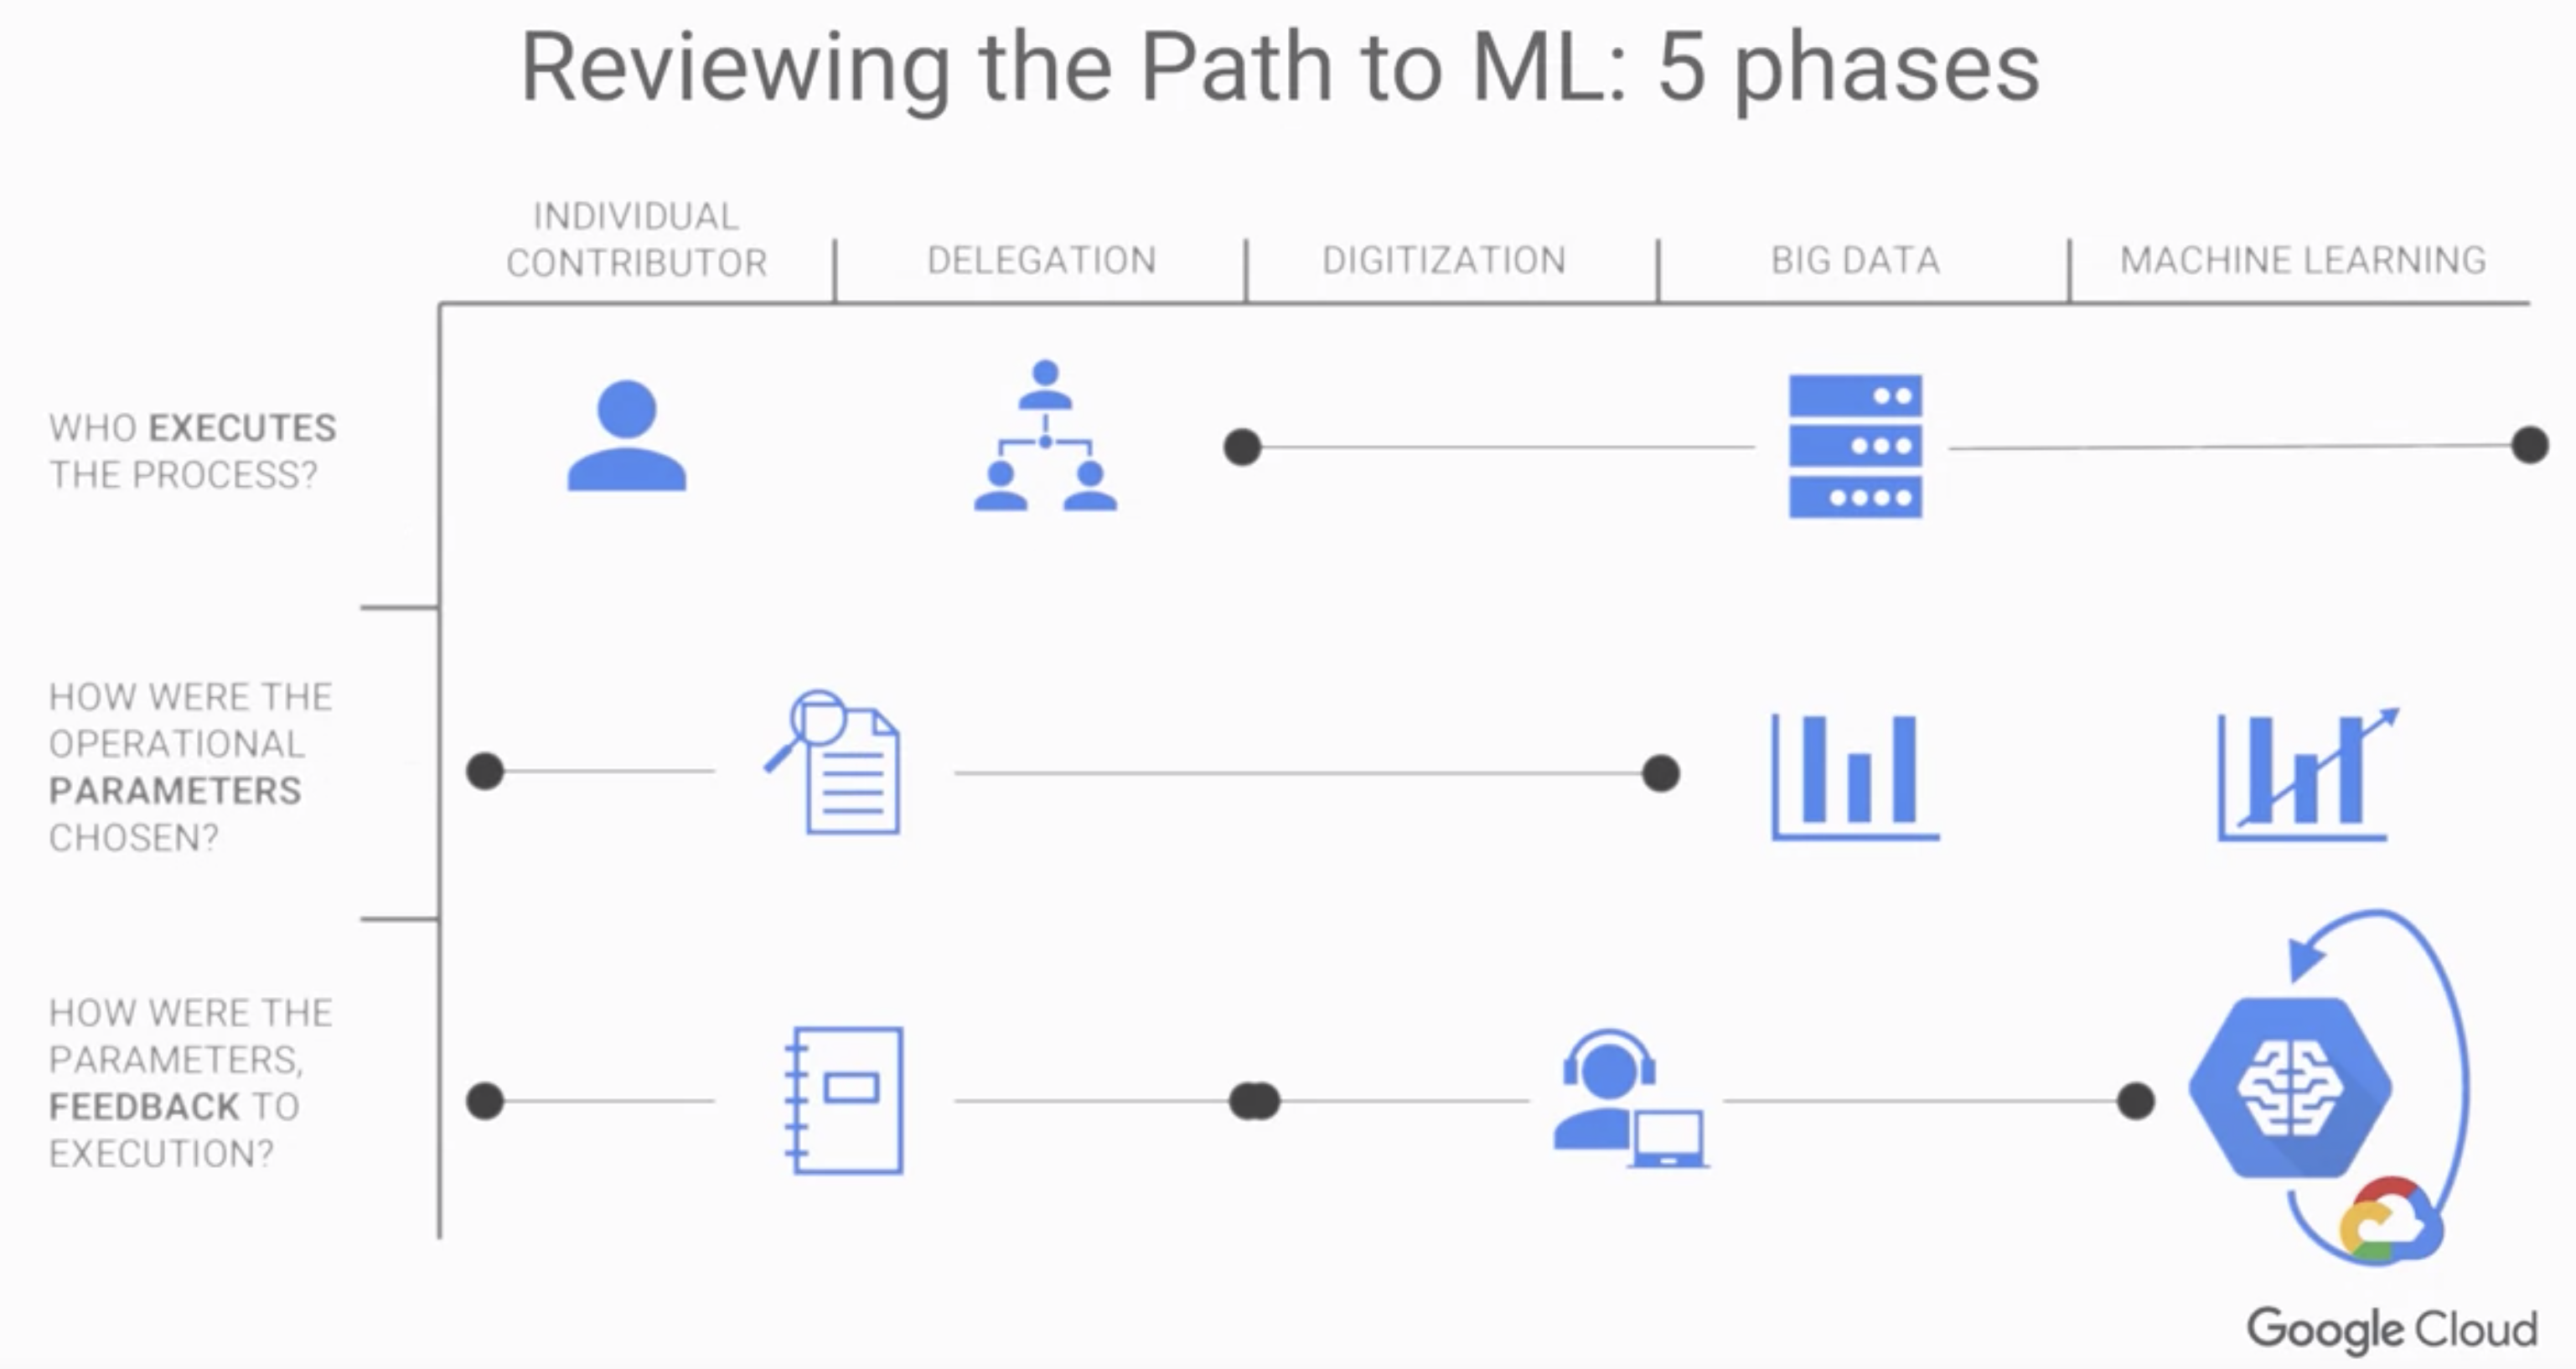 Reviewing the Path to ML: 5 phases
INDIVIDUAL
CONTRIBUTOR
DELEGATION
DIGITIZATION
BIG DATA
MACHINE LEARNING
WHO EXECUTES
THE PROCESS?
HOW WERE THE
OPERATIONAL
PARAMETERS
CHOSEN?
HOW WERE THE
PARAMETERS,
FEEDBACK TO
EXECUTION?
Google Cloud